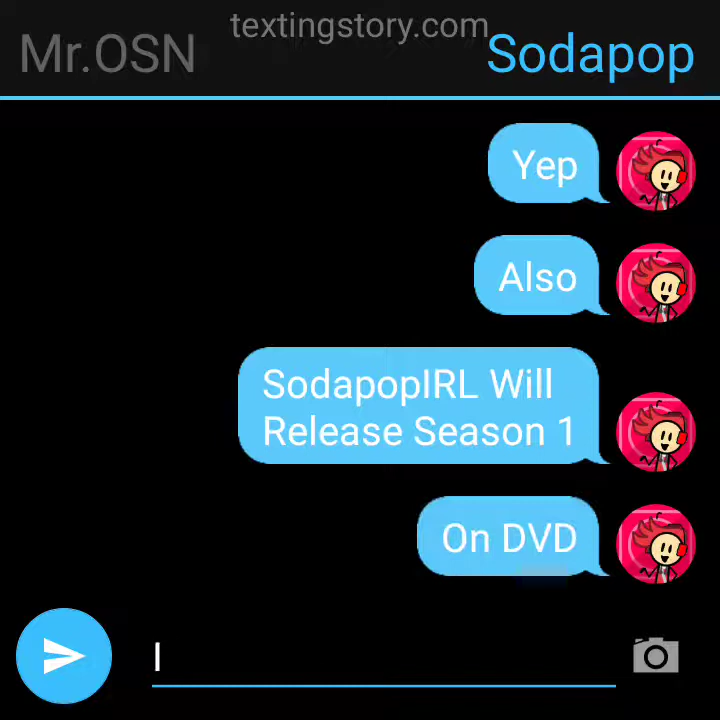 textingstory.com
Mr.OSN
Sodapop
Yep
Also
SodapopIRL Will
Release Season 1
On DVD